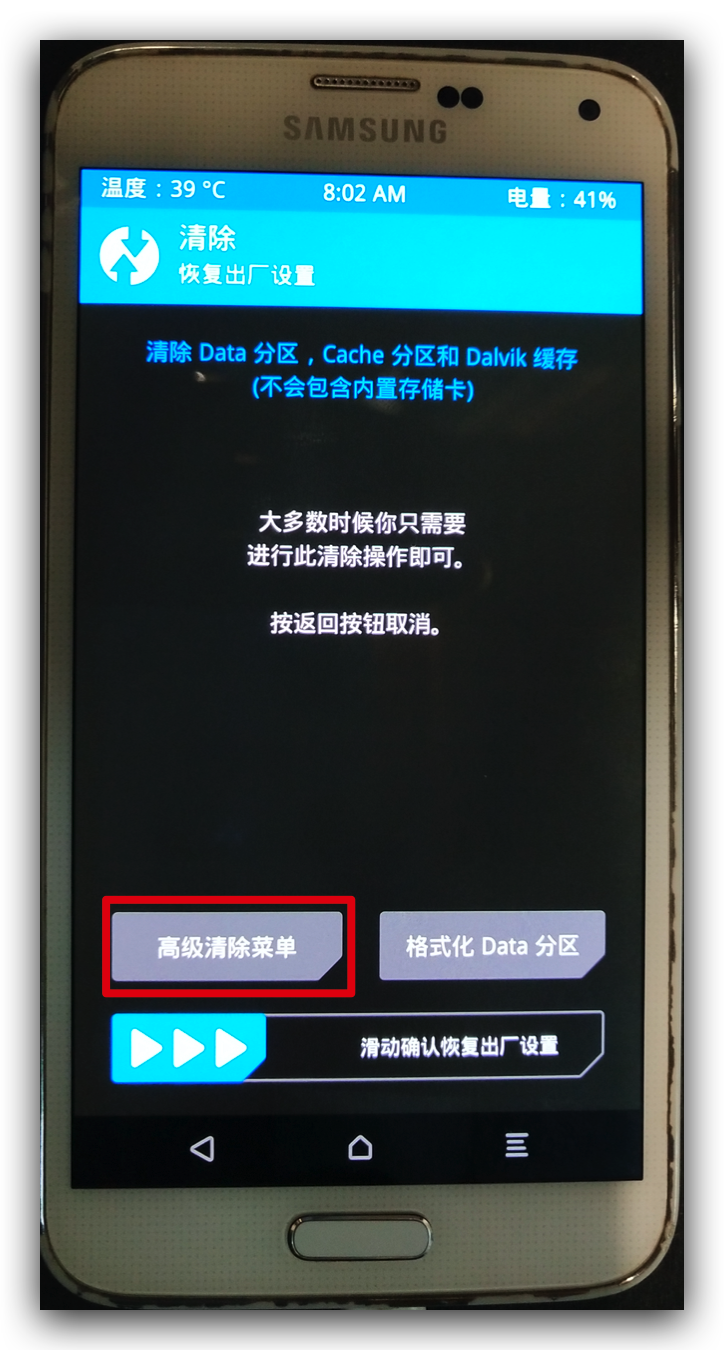 SAMSUNG
温度：39 °C 8:02 AM 电量：41%
清除
恢复出厂设置
清除 Data 分区，Cache 分区和 Dalvik 缓存
(不会包含内置存储卡)
大多数时候你只需要
进行此清除操作即可。
按返回按钮取消。
高级清除菜单 格式化 Data 分区
滑动确认恢复出厂设置